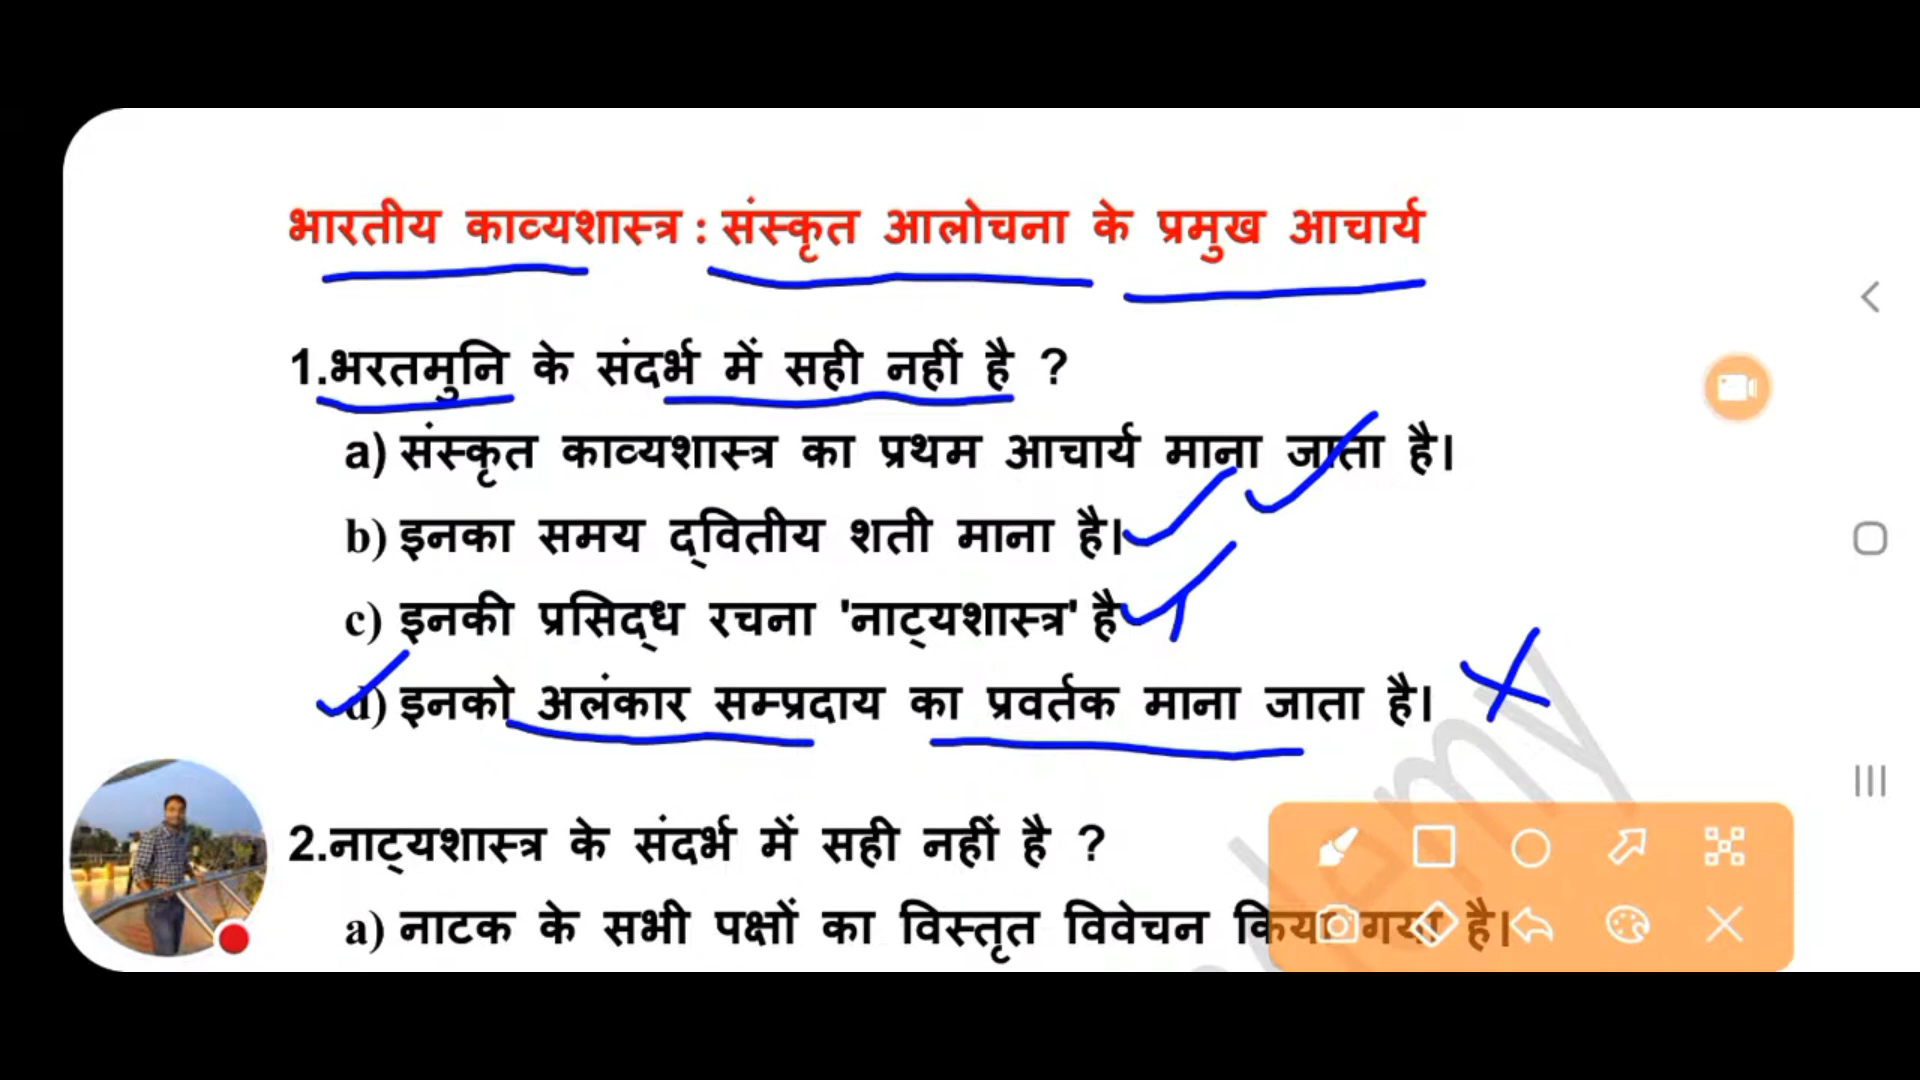 भारतीय काव्यशास्त्र : संस्कृत आलोचना के प्रमुख आचार्य
1.भरतमुनि के संदर्भ में सही नहीं है ?
a) संस्कृत काव्यशास्त्र का प्रथम आचार्य माना जाता है।
b) इनका समय द्वितीय शती माना है।
c) इनकी प्रसिद्ध रचना 'नाट्यशास्त्र' है
d) इनको अलंकार सम्प्रदाय का प्रवर्तक माना जाता है।
2.नाट्यशास्त्र के संदर्भ में सही नहीं है ?
a) नाटक के सभी पक्षों का विस्तृत विवेचन किया गया है।